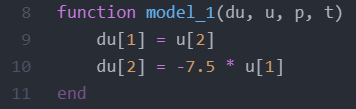 8 function model_1(du, u, p, t)
9     du[1] = u[2]
10     du[2] = -7.5 * u[1]
11 end